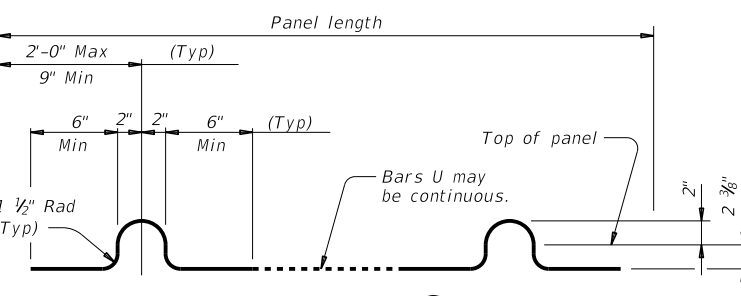 Panel length
2'-0" Max (Typ)
9" Min
6" 2" 2" 6" (Typ)
Min Min
Top of panel
Bars U may
be continuous.
1 ½" Rad
Typ)
2"
2 ⅜"